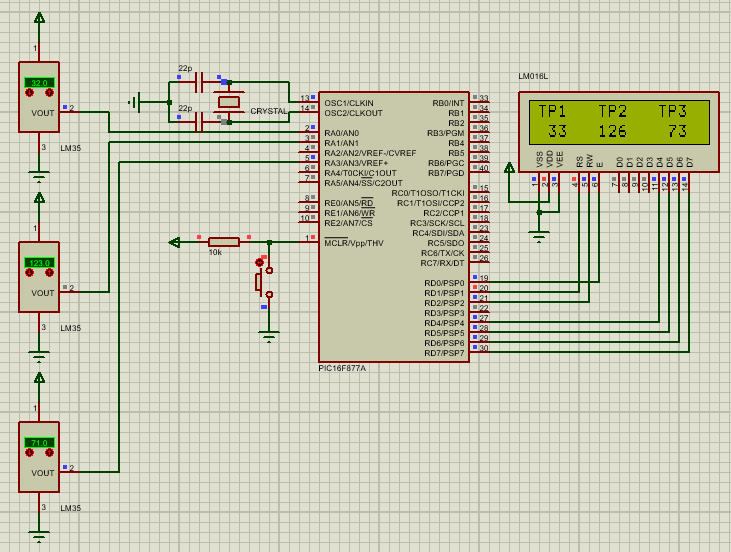 1
32.0
VOUT
2
3
LM35
1
123.0
VOUT
2
3
LM35
1
71.0
VOUT
2
3
LM35
22p
22p
CRYSTAL
10k
13 OSC1/CLKIN
14 OSC2/CLKOUT
2 RA0/AN0
3 RA1/AN1
4 RA2/AN2/VREF-/CVREF
5 RA3/AN3/VREF+
6 RA4/T0CKI/C1OUT
7 RA5/AN4/SS/C2OUT
8 RE0/AN5/RD
9 RE1/AN6/WR
10 RE2/AN7/CS
1 MCLR/Vpp/THV
RB0/INT 33
RB1 34
RB2 35
RB3/PGM 36
RB4 37
RB5 38
RB6/PGC 39
RB7/PGD 40
RC0/T1OSO/T1CKI 15
RC1/T1OSI/CCP2 16
RC2/CCP1 17
RC3/SCK/SCL 18
RC4/SDI/SDA 23
RC5/SDO 24
RC6/TX/CK 25
RC7/RX/DT 26
RD0/PSP0 19
RD1/PSP1 20
RD2/PSP2 21
RD3/PSP3 22
RD4/PSP4 27
RD5/PSP5 28
RD6/PSP6 29
RD7/PSP7 30
PIC16F877A
LM016L
TP1 TP2 TP3
33 126 73
VSS VDD VEE RS RW E D0 D1 D2 D3 D4 D5 D6 D7
1 2 3 4 5 6 7 8 9 10 11 12 13 14